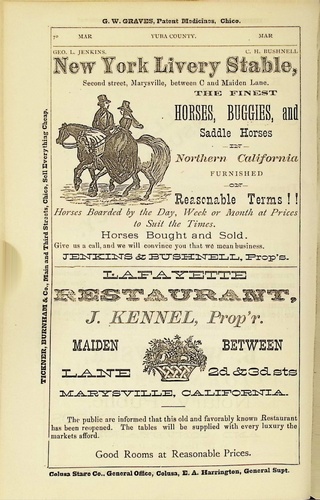 G. W. GRAVES, Patent Medicines, Chico.
72 MAR YUBA COUNTY. MAR
GEO. L. JENKINS. C. H. BUSHNELL
New York Livery Stable,
Second street, Marysville, between C and Maiden Lane.
THE FINEST
HORSES, BUGGIES, and
Saddle Horses
—IN—
Northern California
FURNISHED
—ON—
Reasonable Terms ! !
Horses Boarded by the Day, Week or Month at Prices
to Suit the Times.
Horses Bought and Sold.
Give us a call, and we will convince you that we mean business.
JENKINS & BUSHNELL, Prop's.
LAFAYETTE
RESTAURANT,
J. KENNEL, Prop'r.
MAIDEN BETWEEN
LANE 2d & 3d sts
MARYSVILLE, CALIFORNIA.
The public are informed that this old and favorably known Restaurant
has been reopened. The tables will be supplied with every luxury the
markets afford.
Good Rooms at Reasonable Prices.
Colusa Stage Co., General Office, Colusa, E. A. Harrington, General Supt.
TICKNER, BURNHAM & Co., Main and Third Streets, Chico, Sell Everything Cheap.